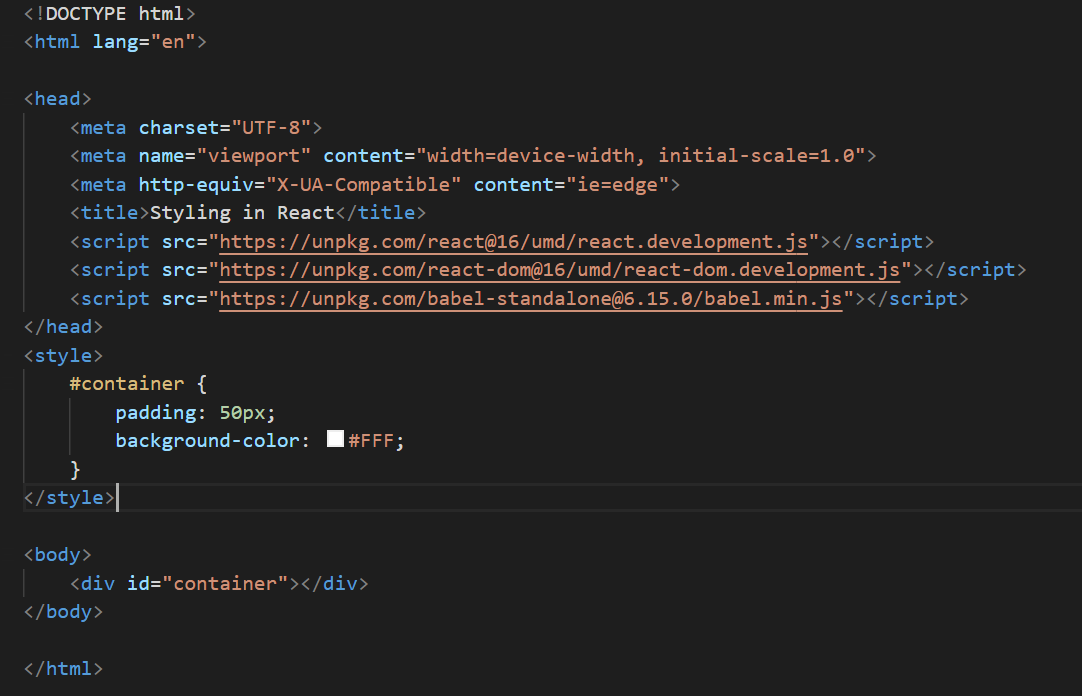 <!DOCTYPE html>
<html lang="en">
<head>
<meta charset="UTF-8">
<meta name="viewport" content="width=device-width, initial-scale=1.0">
<meta http-equiv="X-UA-Compatible" content="ie=edge">
<title>Styling in React</title>
<script src="https://unpkg.com/react@16/umd/react.development.js"></script>
<script src="https://unpkg.com/react-dom@16/umd/react-dom.development.js"></script>
<script src="https://unpkg.com/babel-standalone@6.15.0/babel.min.js"></script>
</head>
<style>
#container {
padding: 50px;
background-color: #FFF;
}
</style>
<body>
<div id="container"></div>
</body>
</html>